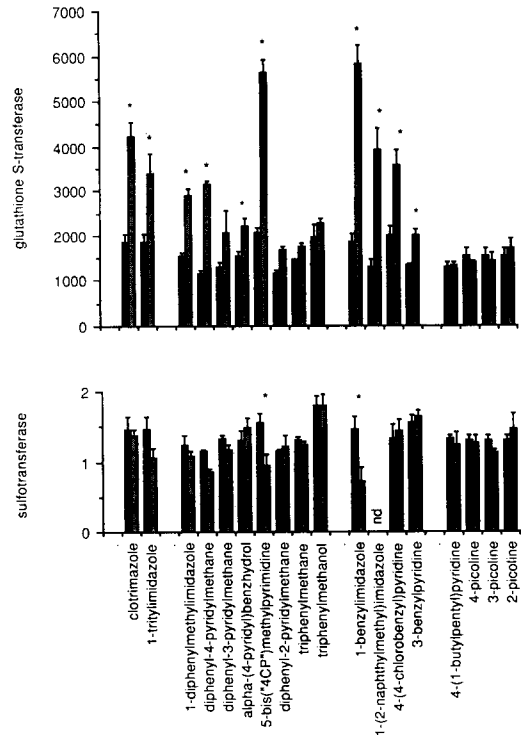 7000
6000
5000
4000
3000
2000
1000
0
glutathione S-transferase
* * * * * * * * * *
2
1
0
sulfotransferase
* *
nd
clotrimazole
1-tritylimidazole
1-diphenylmethylimidazole
diphenyl-4-pyridylmethane
diphenyl-3-pyridylmethane
alpha-(4-pyridyl)benzhydrol
5-bis("4CP")methylpyrimidine
diphenyl-2-pyridylmethane
triphenylmethane
triphenylmethanol
1-benzylimidazole
1-(2-naphthylmethyl)imidazole
4-(4-chlorobenzyl)pyridine
3-benzylpyridine
4-(1-butylpentyl)pyridine
4-picoline
3-picoline
2-picoline